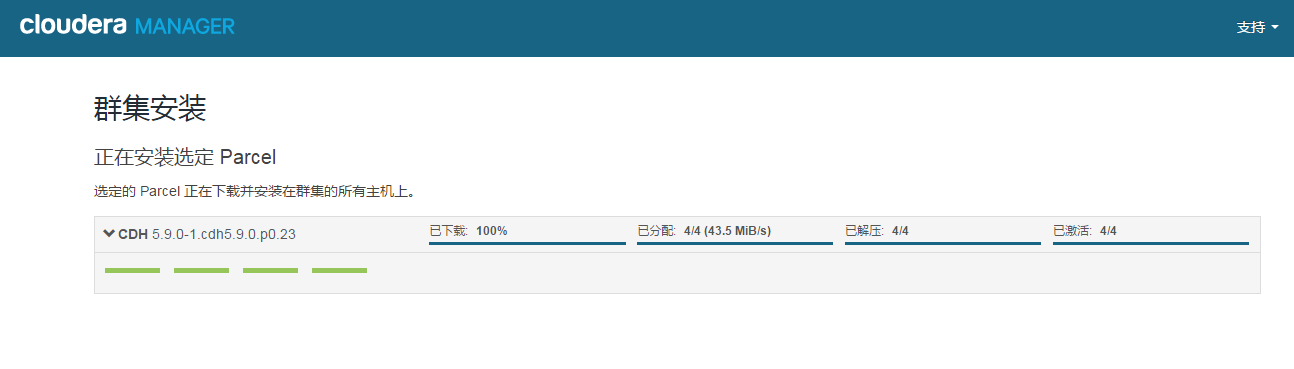 cloudera MANAGER 支持
群集安装
正在安装选定 Parcel
选定的 Parcel 正在下载并安装在群集的所有主机上。
CDH 5.9.0-1.cdh5.9.0.p0.23 已下载: 100% 已分配: 4/4 (43.5 MiB/s) 已解压: 4/4 已激活: 4/4